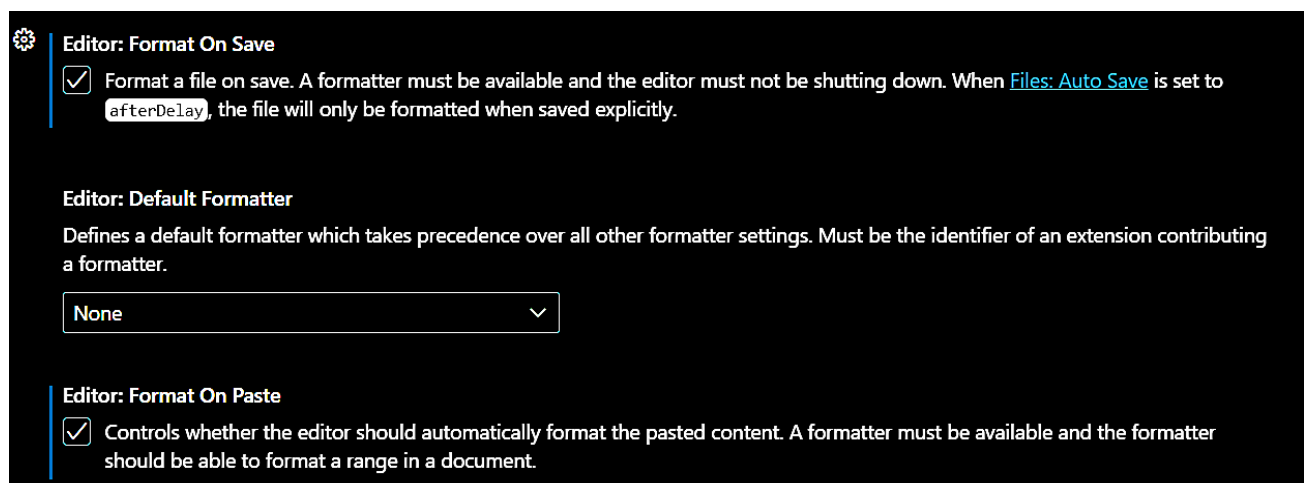 Editor: Format On Save
Format a file on save. A formatter must be available and the editor must not be shutting down. When Files: Auto Save is set to
afterDelay, the file will only be formatted when saved explicitly.
Editor: Default Formatter
Defines a default formatter which takes precedence over all other formatter settings. Must be the identifier of an extension contributing
a formatter.
None
Editor: Format On Paste
Controls whether the editor should automatically format the pasted content. A formatter must be available and the formatter
should be able to format a range in a document.